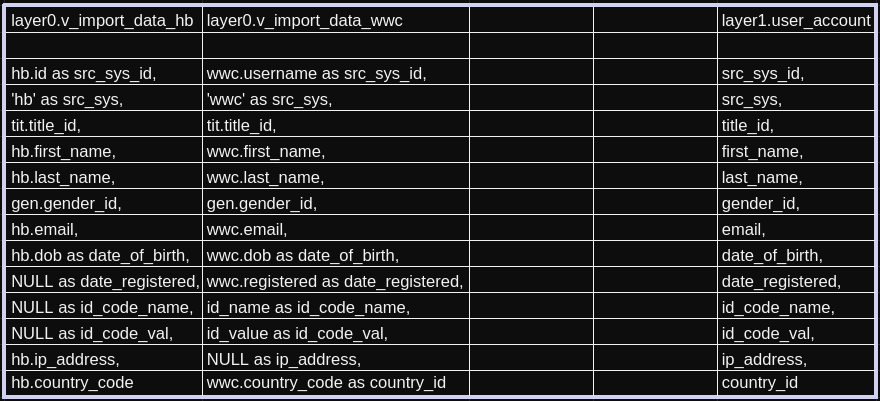 layer0.v_import_data_hb layer0.v_import_data_wwc layer1.user_account
hb.id as src_sys_id, wwc.username as src_sys_id, src_sys_id,
'hb' as src_sys, 'wwc' as src_sys, src_sys,
tit.title_id, tit.title_id, title_id,
hb.first_name, wwc.first_name, first_name,
hb.last_name, wwc.last_name, last_name,
gen.gender_id, gen.gender_id, gender_id,
hb.email, wwc.email, email,
hb.dob as date_of_birth, wwc.dob as date_of_birth, date_of_birth,
NULL as date_registered, wwc.registered as date_registered, date_registered,
NULL as id_code_name, id_name as id_code_name, id_code_name,
NULL as id_code_val, id_value as id_code_val, id_code_val,
hb.ip_address, NULL as ip_address, ip_address,
hb.country_code wwc.country_code as country_id country_id